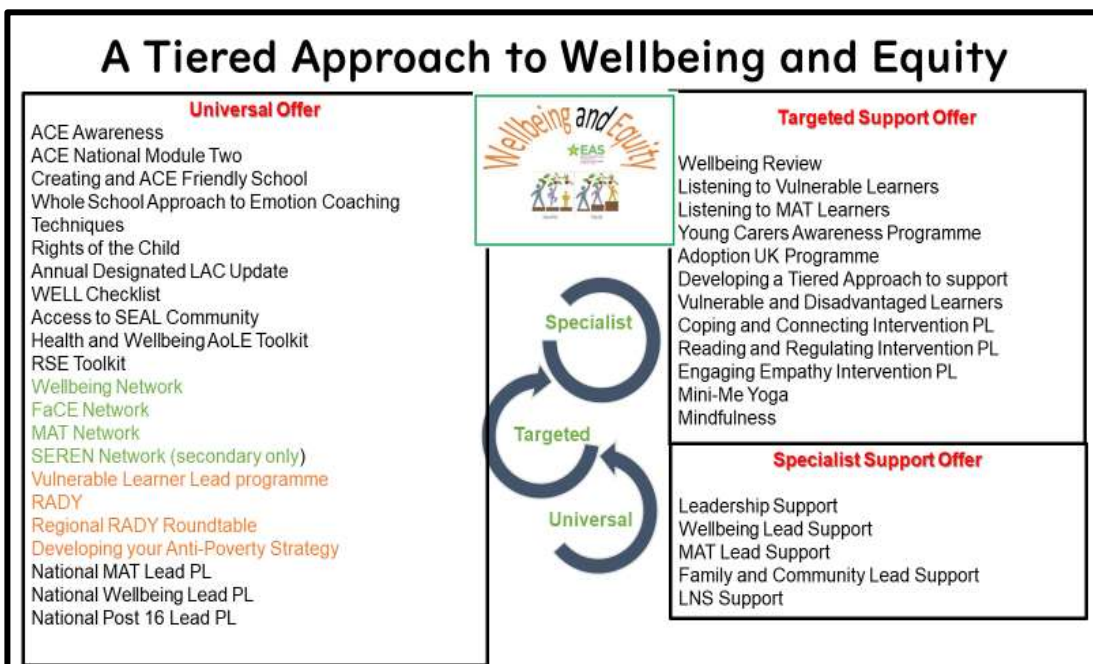 A Tiered Approach to Wellbeing and Equity
Universal Offer
ACE Awareness
ACE National Module Two
Creating and ACE Friendly School
Whole School Approach to Emotion Coaching
Techniques
Rights of the Child
Annual Designated LAC Update
WELL Checklist
Access to SEAL Community
Health and Wellbeing AoLE Toolkit
RSE Toolkit
Wellbeing Network
FaCE Network
MAT Network
SEREN Network (secondary only)
Vulnerable Learner Lead programme
RADY
Regional RADY Roundtable
Developing your Anti-Poverty Strategy
National MAT Lead PL
National Wellbeing Lead PL
National Post 16 Lead PL
Wellbeing and Equity
EAS
Specialist
Targeted
Universal
Targeted Support Offer
Wellbeing Review
Listening to Vulnerable Learners
Listening to MAT Learners
Young Carers Awareness Programme
Adoption UK Programme
Developing a Tiered Approach to support
Vulnerable and Disadvantaged Learners
Coping and Connecting Intervention PL
Reading and Regulating Intervention PL
Engaging Empathy Intervention PL
Mini-Me Yoga
Mindfulness
Specialist Support Offer
Leadership Support
Wellbeing Lead Support
MAT Lead Support
Family and Community Lead Support
LNS Support